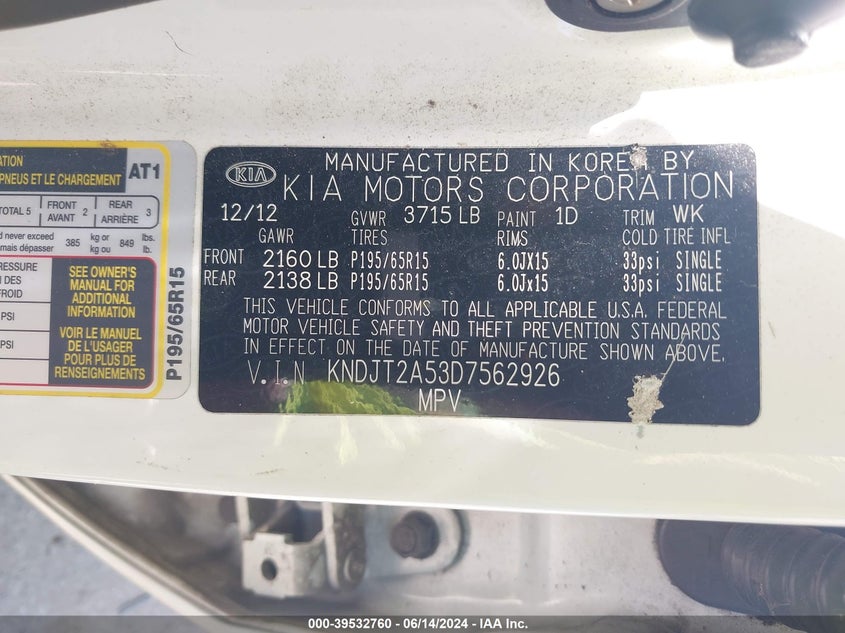 ATION
PNEUS ET LE CHARGEMENT AT1
TOTAL 5 FRONT AVANT 2 REAR ARRIÈRE 3
d never exceed
mais dépasser 385 kg or kg ou 849 lbs. lb.
RESSURE
N DES
FROID
PSI
PSI
SEE OWNER'S
MANUAL FOR
ADDITIONAL
INFORMATION
VOIR LE MANUEL
DE L'USAGER
POUR PLUS DE
RENSEIGNEMENTS
P195/65R15
KIA
MANUFACTURED IN KOREA BY
KIA MOTORS CORPORATION
12/12 GVWR 3715 LB PAINT 1D TRIM WK
GAWR TIRES RIMS COLD TIRE INFL
FRONT 2160 LB P195/65R15 6.0JX15 33psi SINGLE
REAR 2138 LB P195/65R15 6.0Jx15 33psi SINGLE
THIS VEHICLE CONFORMS TO ALL APPLICABLE U.S.A. FEDERAL
MOTOR VEHICLE SAFETY AND THEFT PREVENTION STANDARDS
IN EFFECT ON THE DATE OF MANUFACTURE SHOWN ABOVE.
V.I.N KNDJT2A53D7562926
MPV
000-39532760 - 06/14/2024 - IAA Inc.